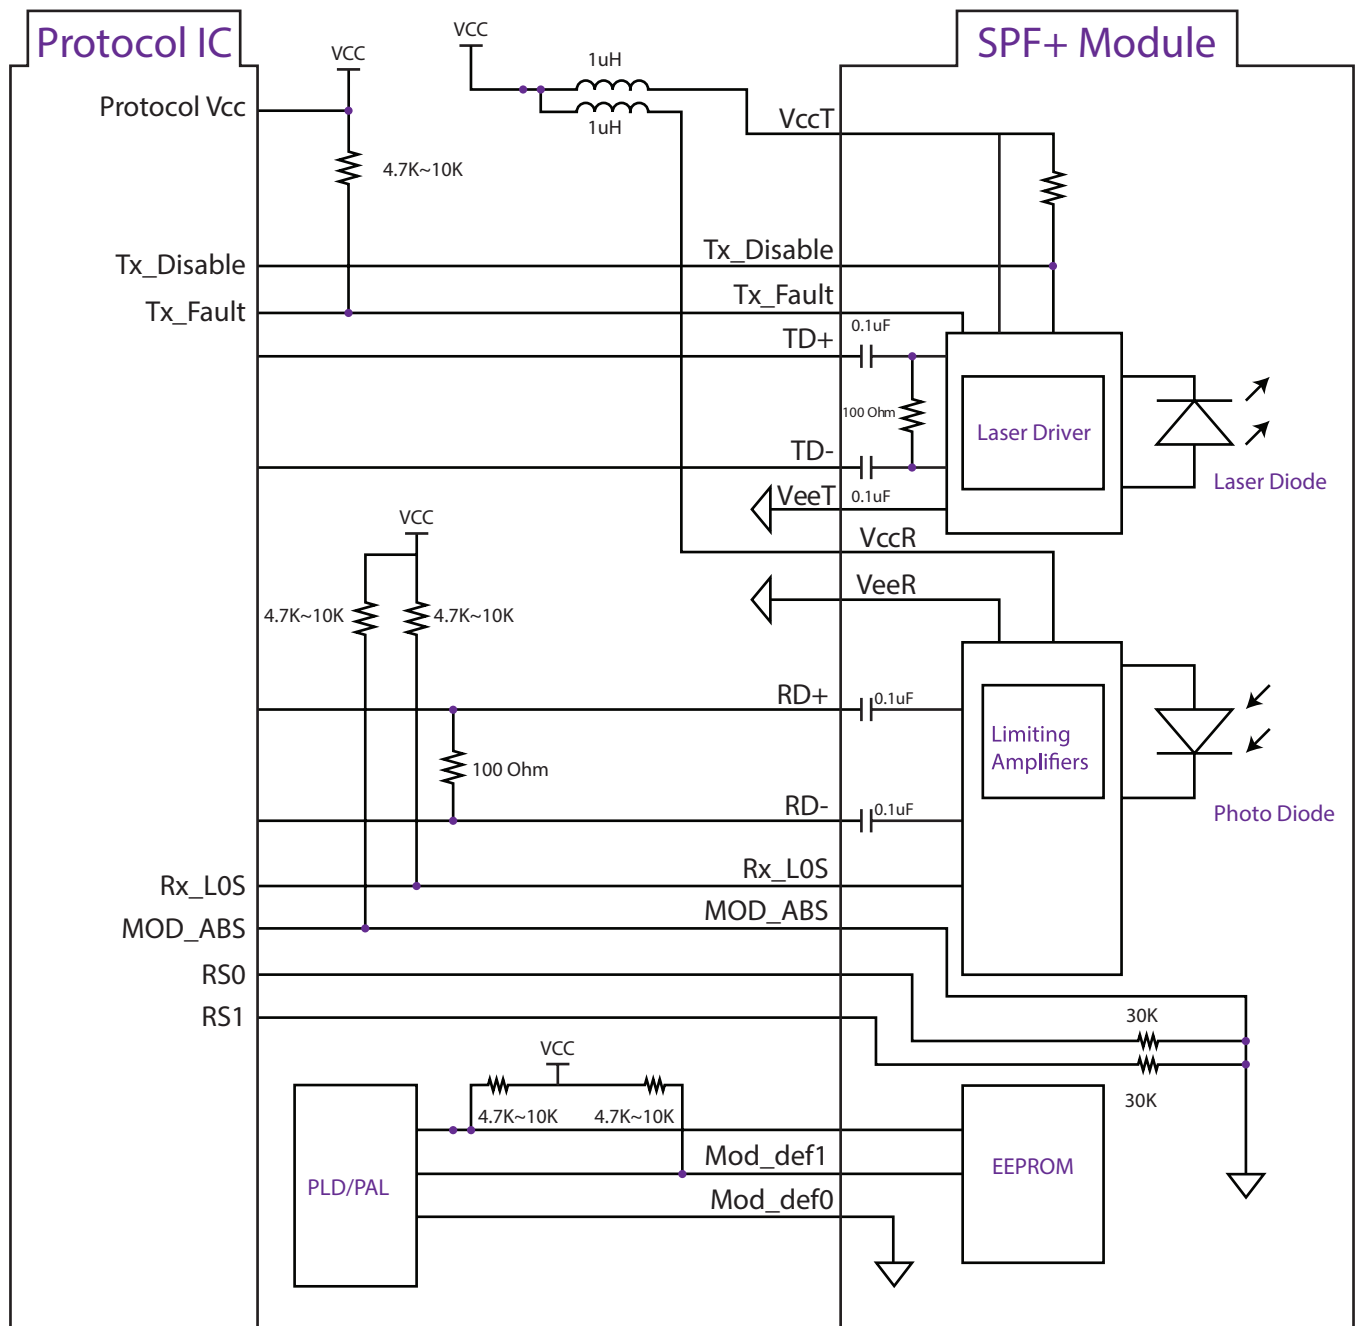 Protocol IC
SPF+ Module
VCC
VCC
1uH
1uH
Protocol Vcc
VccT
4.7K~10K
Tx_Disable
Tx_Disable
Tx_Fault
Tx_Fault
0.1uF
TD+
100 Ohm
Laser Driver
TD-
0.1uF
Laser Diode
VeeT
VCC
VccR
VeeR
4.7K~10K
4.7K~10K
RD+
0.1uF
Limiting
Amplifiers
100 Ohm
RD-
0.1uF
Photo Diode
Rx_L0S
Rx_L0S
MOD_ABS
MOD_ABS
RS0
RS1
30K
30K
VCC
4.7K~10K
4.7K~10K
Mod_def1
EEPROM
PLD/PAL
Mod_def0